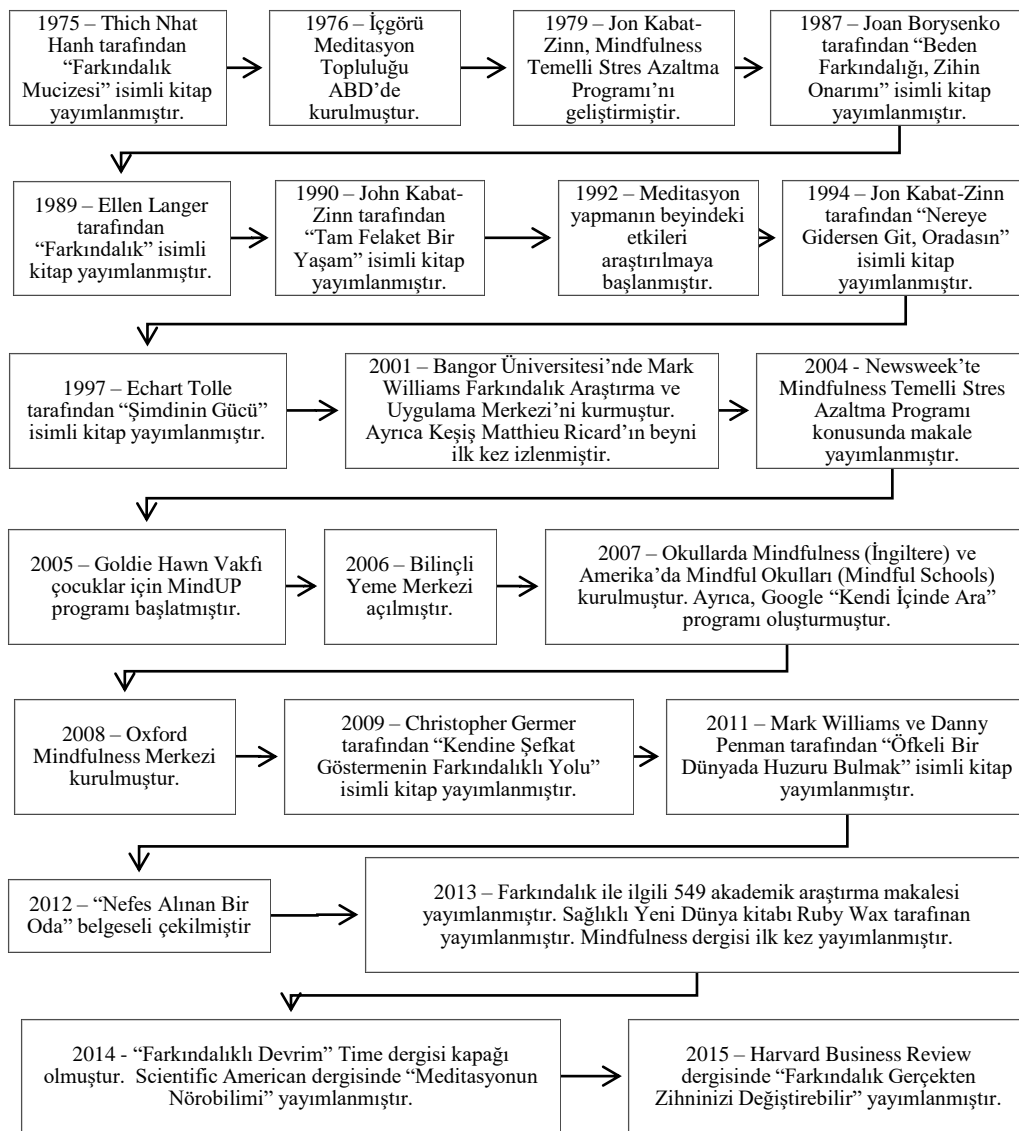 1975 – Thich Nhat
Hanh tarafından
“Farkındalık
Mucizesi” isimli kitap
yayımlanmıştır.
1976 – İçgörü
Meditasyon
Topluluğu
ABD’de
kurulmuştur.
1979 – Jon Kabat-
Zinn, Mindfulness
Temelli Stres Azaltma
Programı’nı
geliştirmiştir.
1987 – Joan Borysenko
tarafından “Beden
Farkındalığı, Zihin
Onarımı” isimli kitap
yayımlanmıştır.
1989 – Ellen Langer
tarafından
“Farkındalık” isimli
kitap yayımlanmıştır.
1990 – John Kabat-
Zinn tarafından
“Tam Felaket Bir
Yaşam” isimli kitap
yayımlanmıştır.
1992 – Meditasyon
yapmanın beyindeki
etkileri
araştırılmaya
başlanmıştır.
1994 – Jon Kabat-Zinn
tarafından “Nereye
Gidersen Git, Oradasın”
isimli kitap
yayımlanmıştır.
1997 – Echart Tolle
tarafından “Şimdinin Gücü”
isimli kitap yayımlanmıştır.
2001 – Bangor Üniversitesi’nde Mark
Williams Farkındalık Araştırma ve
Uygulama Merkezi’ni kurmuştur.
Ayrıca Keşiş Matthieu Ricard’ın beyni
ilk kez izlenmiştir.
2004 - Newsweek’te
Mindfulness Temelli Stres
Azaltma Programı
konusunda makale
yayımlanmıştır.
2005 – Goldie Hawn Vakfı
çocuklar için MindUP
programı başlatmıştır.
2006 – Bilinçli
Yeme Merkezi
açılmıştır.
2007 – Okullarda Mindfulness (İngiltere) ve
Amerika’da Mindful Okulları (Mindful Schools)
kurulmuştur. Ayrıca, Google “Kendi İçinde Ara”
programı oluşturmuştur.
2008 – Oxford
Mindfulness Merkezi
kurulmuştur.
2009 – Christopher Germer
tarafından “Kendine Şefkat
Göstermenin Farkındalıklı Yolu”
isimli kitap yayımlanmıştır.
2011 – Mark Williams ve Danny
Penman tarafından “Öfkeli Bir
Dünyada Huzuru Bulmak” isimli kitap
yayımlanmıştır.
2012 – “Nefes Alınan Bir
Oda” belgeseli çekilmiştir
2013 – Farkındalık ile ilgili 549 akademik araştırma makalesi
yayımlanmıştır. Sağlıklı Yeni Dünya kitabı Ruby Wax tarafınan
yayımlanmıştır. Mindfulness dergisi ilk kez yayımlanmıştır.
2014 - “Farkındalıklı Devrim” Time dergisi kapağı
olmuştur. Scientific American dergisinde “Meditasyonun
Nörobilimi” yayımlanmıştır.
2015 – Harvard Business Review
dergisinde “Farkındalık Gerçekten
Zihninizi Değiştirebilir” yayımlanmıştır.